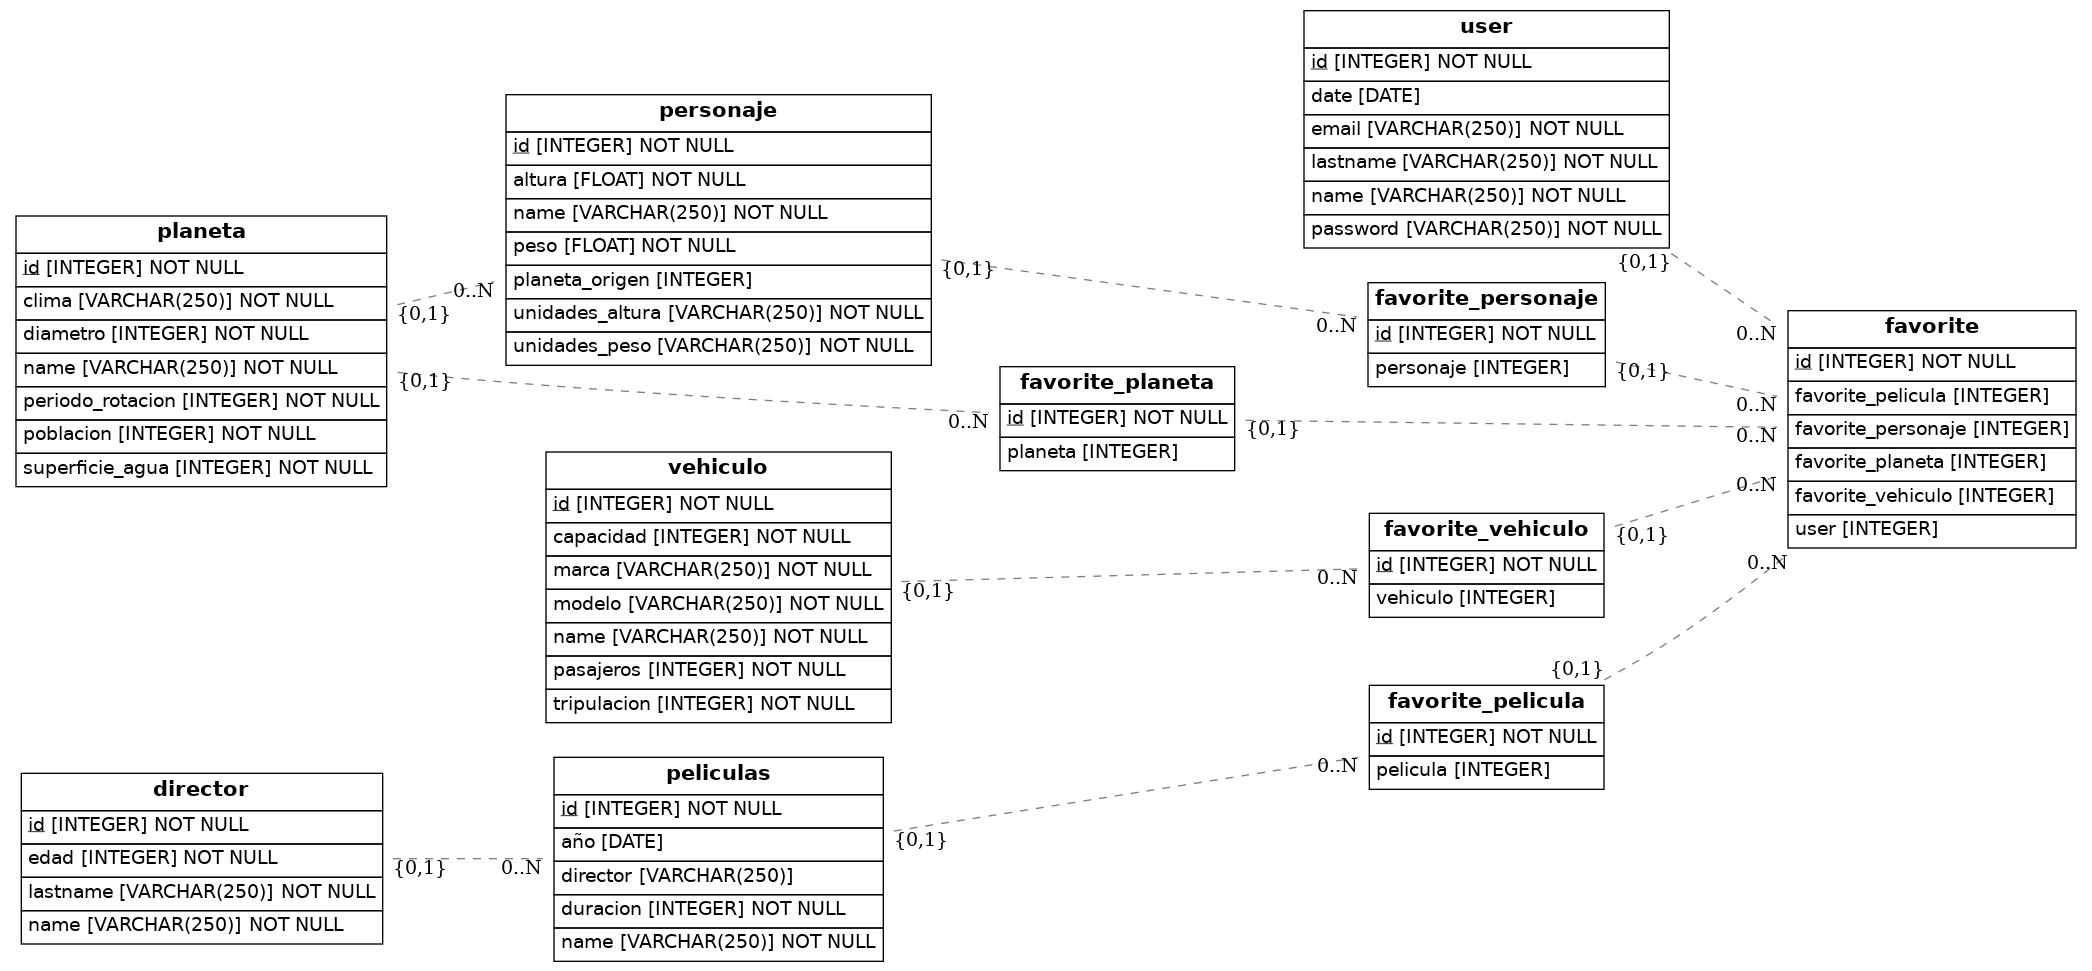 user
id [INTEGER] NOT NULL
date [DATE]
email [VARCHAR(250)] NOT NULL
lastname [VARCHAR(250)] NOT NULL
name [VARCHAR(250)] NOT NULL
password [VARCHAR(250)] NOT NULL
{0,1}
0..N
personaje
id [INTEGER] NOT NULL
altura [FLOAT] NOT NULL
name [VARCHAR(250)] NOT NULL
peso [FLOAT] NOT NULL
planeta_origen [INTEGER]
unidades_altura [VARCHAR(250)] NOT NULL
unidades_peso [VARCHAR(250)] NOT NULL
{0,1}
0..N
planeta
id [INTEGER] NOT NULL
clima [VARCHAR(250)] NOT NULL
diametro [INTEGER] NOT NULL
name [VARCHAR(250)] NOT NULL
periodo_rotacion [INTEGER] NOT NULL
poblacion [INTEGER] NOT NULL
superficie_agua [INTEGER] NOT NULL
{0,1}
0..N
{0,1}
0..N
favorite_personaje
id [INTEGER] NOT NULL
personaje [INTEGER]
{0,1}
0..N
favorite
id [INTEGER] NOT NULL
favorite_pelicula [INTEGER]
favorite_personaje [INTEGER]
favorite_planeta [INTEGER]
favorite_vehiculo [INTEGER]
user [INTEGER]
favorite_planeta
id [INTEGER] NOT NULL
planeta [INTEGER]
{0,1}
0..N
vehiculo
id [INTEGER] NOT NULL
capacidad [INTEGER] NOT NULL
marca [VARCHAR(250)] NOT NULL
modelo [VARCHAR(250)] NOT NULL
name [VARCHAR(250)] NOT NULL
pasajeros [INTEGER] NOT NULL
tripulacion [INTEGER] NOT NULL
{0,1}
0..N
favorite_vehiculo
id [INTEGER] NOT NULL
vehiculo [INTEGER]
{0,1}
0..N
favorite_pelicula
id [INTEGER] NOT NULL
pelicula [INTEGER]
{0,1}
0..N
director
id [INTEGER] NOT NULL
edad [INTEGER] NOT NULL
lastname [VARCHAR(250)] NOT NULL
name [VARCHAR(250)] NOT NULL
{0,1}
0..N
peliculas
id [INTEGER] NOT NULL
año [DATE]
director [VARCHAR(250)]
duracion [INTEGER] NOT NULL
name [VARCHAR(250)] NOT NULL
{0,1}
0..N